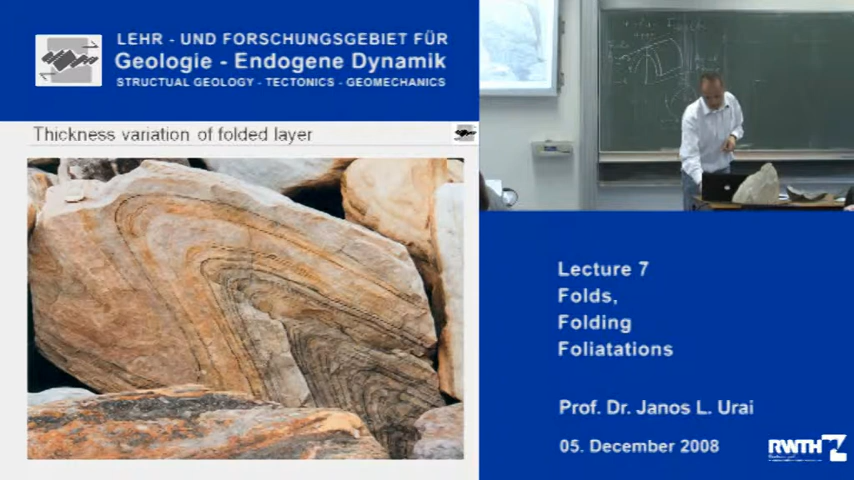 LEHR - UND FORSCHUNGSGEBIET FÜR
Geologie - Endogene Dynamik
STRUCTUAL GEOLOGY - TECTONICS - GEOMECHANICS
Thickness variation of folded layer
Lecture 7
Folds,
Folding
Foliatations
Prof. Dr. Janos L. Urai
05. December 2008
RWTH